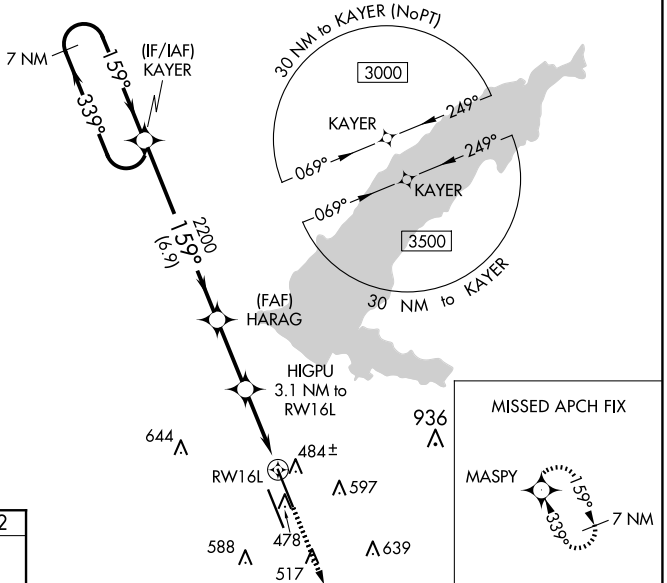 7 NM
159°
339°
(IF/IAF)
KAYER
30 NM to KAYER (NoPT)
3000
KAYER
249°
069°
249°
069°
KAYER
3500
30 NM to KAYER
2200
159°
(6.9)
(FAF)
HARAG
HIGPU
3.1 NM to
RW16L
644
484±
936
RW16L
597
478
588
517
639
MISSED APCH FIX
MASPY
159°
339°
7 NM
2